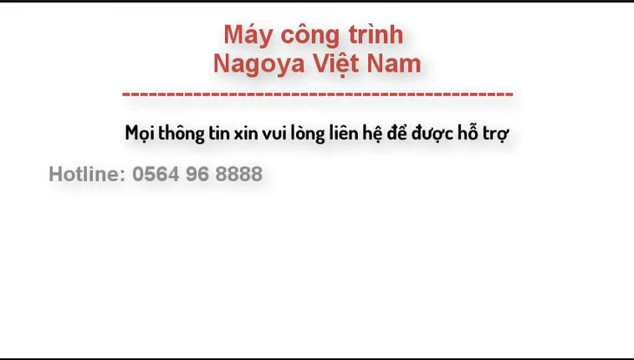 Máy công trình
Nagoya Việt Nam
--------------------------------------------
Mọi thông tin xin vui lòng liên hệ để được hỗ trợ
Hotline: 0564 96 8888